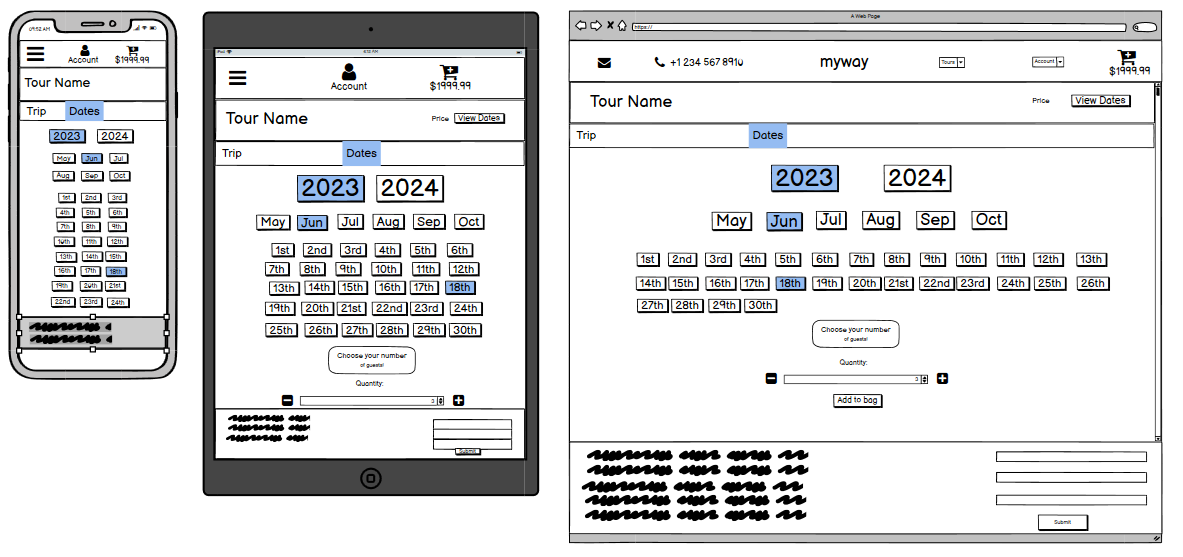 09:52 AM
Account
$1999.99
Tour Name
Trip Dates
2023 2024
May Jun Jul
Aug Sep Oct
1st 2nd 3rd
4th 5th 6th
7th 8th 9th
10th 11th 12th
13th 14th 15th
16th 17th 18th
19th 20th 21st
22nd 23rd 24th
iPad
Account
$1999.99
Tour Name Price View Dates
Trip Dates
2023 2024
May Jun Jul Aug Sep Oct
1st 2nd 3rd 4th 5th 6th
7th 8th 9th 10th 11th 12th
13th 14th 15th 16th 17th 18th
19th 20th 21st 22nd 23rd 24th
25th 26th 27th 28th 29th 30th
Choose your number
of guests!
Quantity:
3
Submit
A Web Page
https://
+1 234 567 8910 myway Tours Account
$1999.99
Tour Name Price View Dates
Trip Dates
2023 2024
May Jun Jul Aug Sep Oct
1st 2nd 3rd 4th 5th 6th 7th 8th 9th 10th 11th 12th 13th
14th 15th 16th 17th 18th 19th 20th 21st 22nd 23rd 24th 25th 26th
27th 28th 29th 30th
Choose your number
of guests!
Quantity:
3
Add to bag
Submit